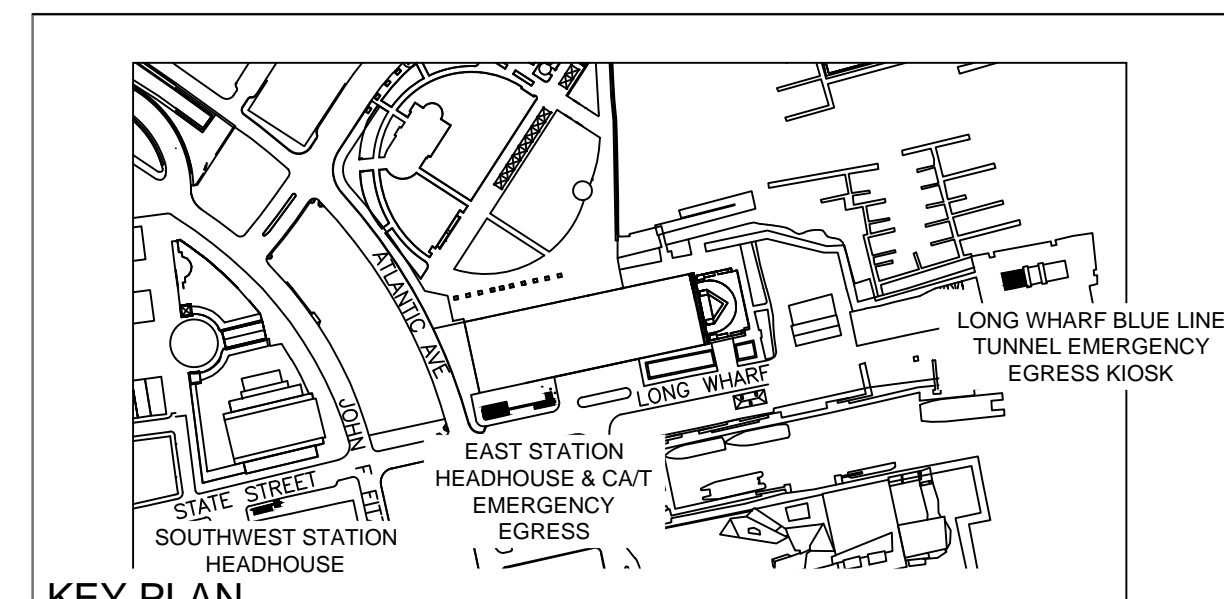 ATLANTIC AVE
LONG WHARF BLUE LINE
TUNNEL EMERGENCY
EGRESS KIOSK
LONG WHARF
JOHN F FIT
EAST STATION
HEADHOUSE & CA/T
EMERGENCY
EGRESS
STATE STREET
SOUTHWEST STATION
HEADHOUSE
KEY PLAN